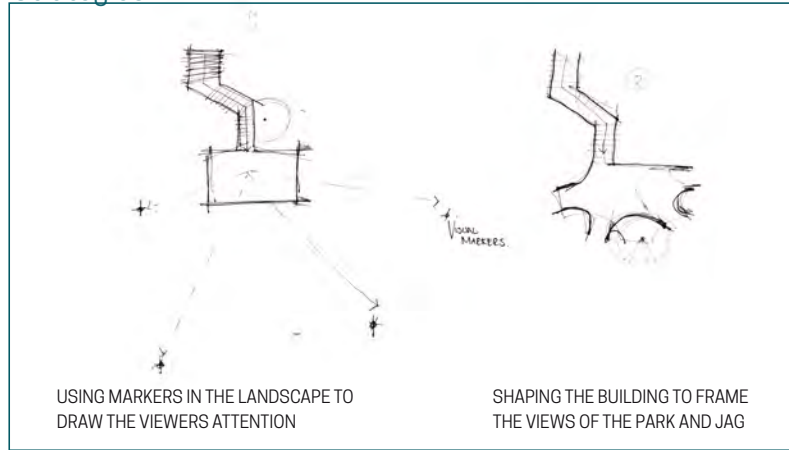 VISUAL
MARKERS.
USING MARKERS IN THE LANDSCAPE TO
DRAW THE VIEWERS ATTENTION
SHAPING THE BUILDING TO FRAME
THE VIEWS OF THE PARK AND JAG